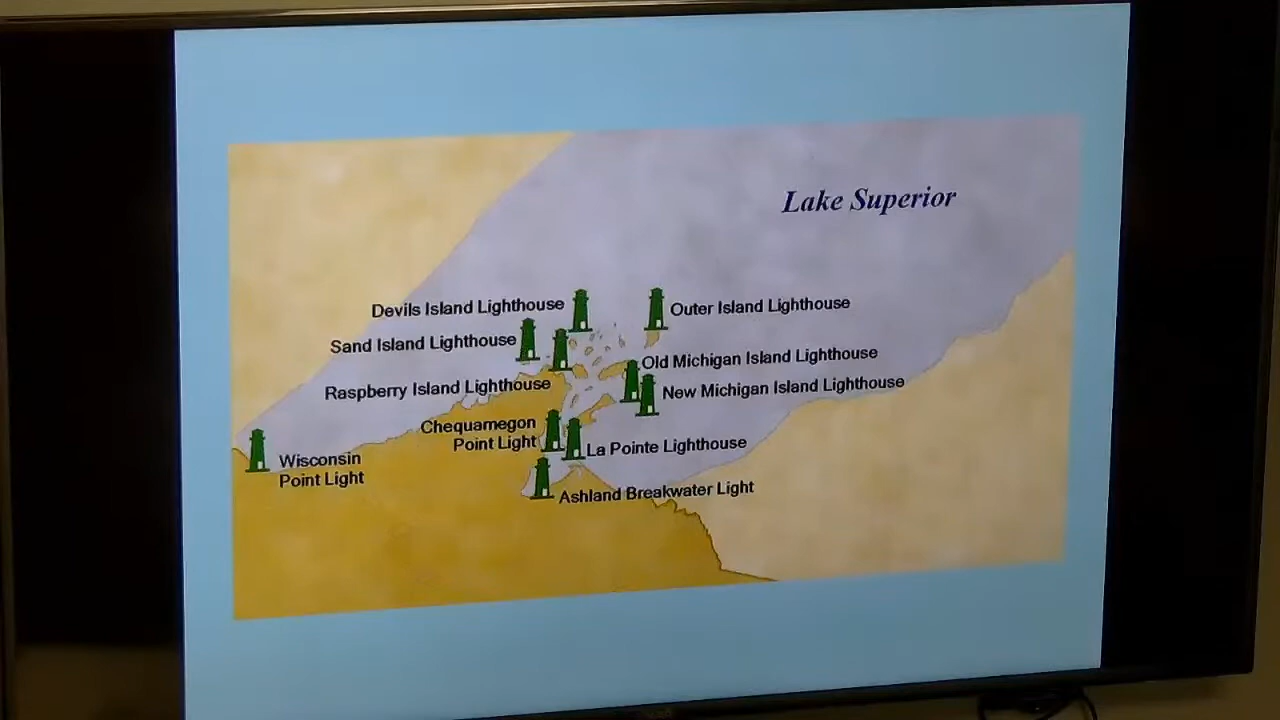 Lake Superior
Devils Island Lighthouse
Outer Island Lighthouse
Sand Island Lighthouse
Old Michigan Island Lighthouse
Raspberry Island Lighthouse
New Michigan Island Lighthouse
Chequamegon
Point Light
La Pointe Lighthouse
Wisconsin
Point Light
Ashland Breakwater Light